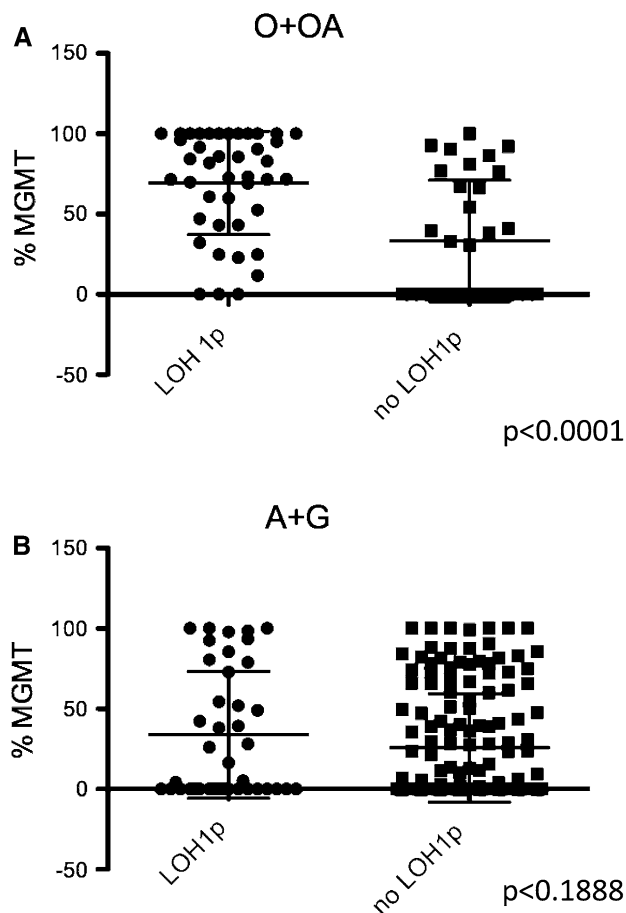 A
O+OA
150
100
50
0
-50
% MGMT
LOH 1p
no LOH1p
p<0.0001
B
A+G
150
100
50
0
-50
% MGMT
LOH1p
no LOH1p
p<0.1888